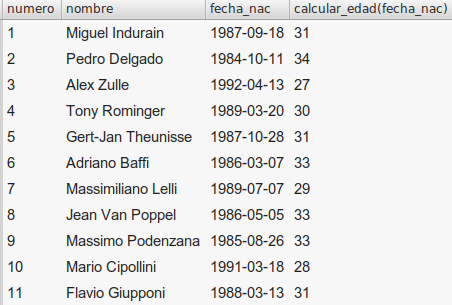 numero nombre fecha_nac calcular_edad(fecha_nac)
1 Miguel Indurain 1987-09-18 31
2 Pedro Delgado 1984-10-11 34
3 Alex Zulle 1992-04-13 27
4 Tony Rominger 1989-03-20 30
5 Gert-Jan Theunisse 1987-10-28 31
6 Adriano Baffi 1986-03-07 33
7 Massimiliano Lelli 1989-07-07 29
8 Jean Van Poppel 1986-05-05 33
9 Massimo Podenzana 1985-08-26 33
10 Mario Cipollini 1991-03-18 28
11 Flavio Giupponi 1988-03-13 31